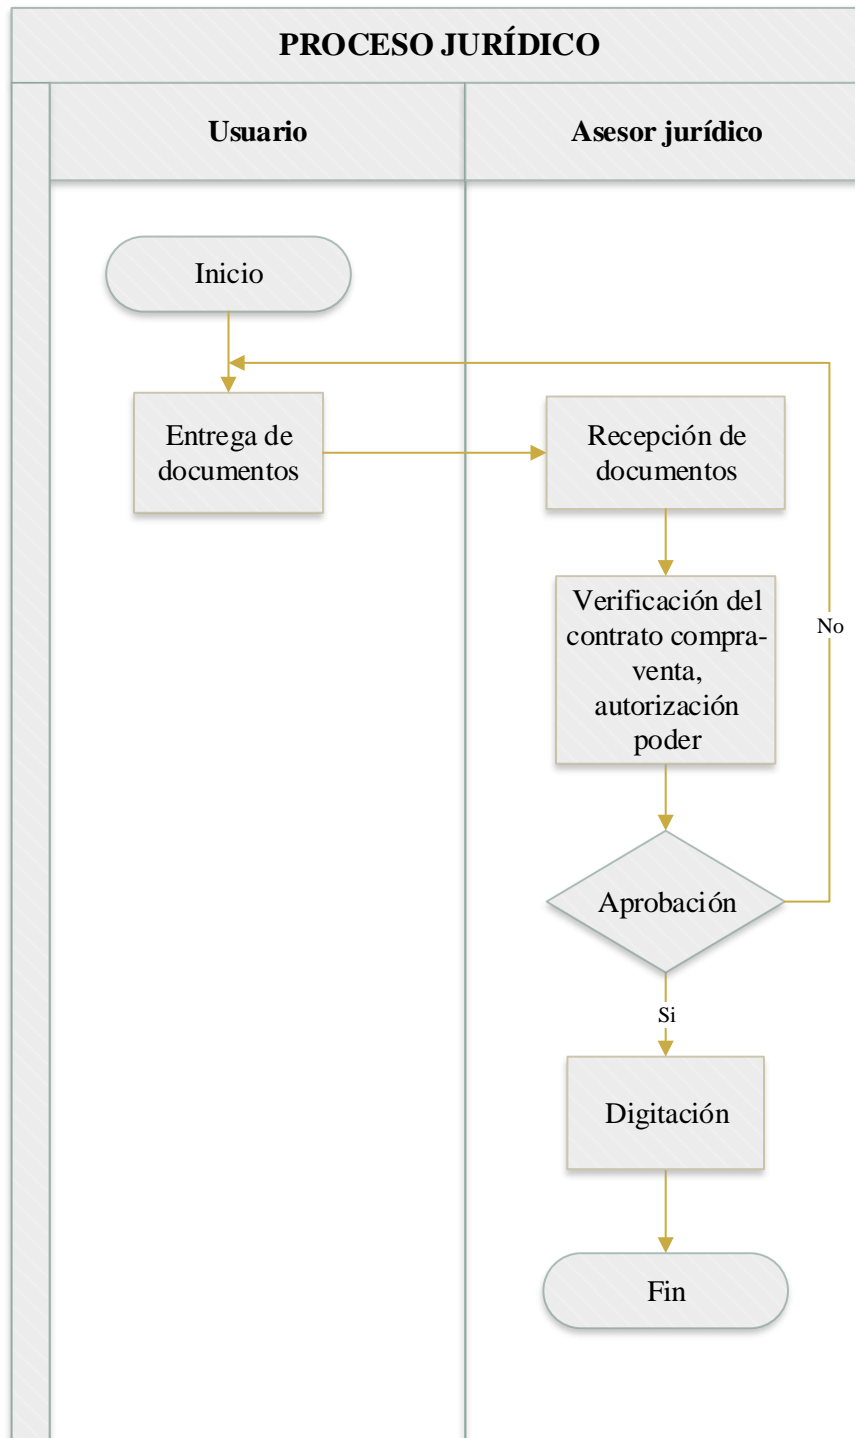 PROCESO JURÍDICO
Usuario
Asesor jurídico
Inicio
Entrega de
documentos
Recepción de
documentos
Verificación del
contrato compra-
venta,
autorización
poder
No
Aprobación
Si
Digitación
Fin